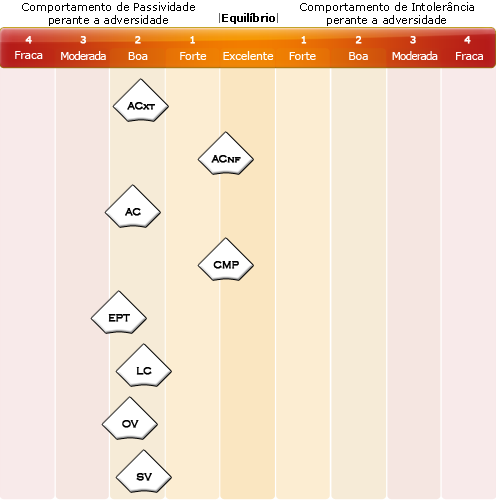 Comportamento de Passividade
perante a adversidade
|Equilíbrio|
Comportamento de Intolerância
perante a adversidade
4 3 2 1 1 2 3 4
Fraca Moderada Boa Forte Excelente Forte Boa Moderada Fraca
ACXT
ACNF
AC
CMP
EPT
LC
OV
SV